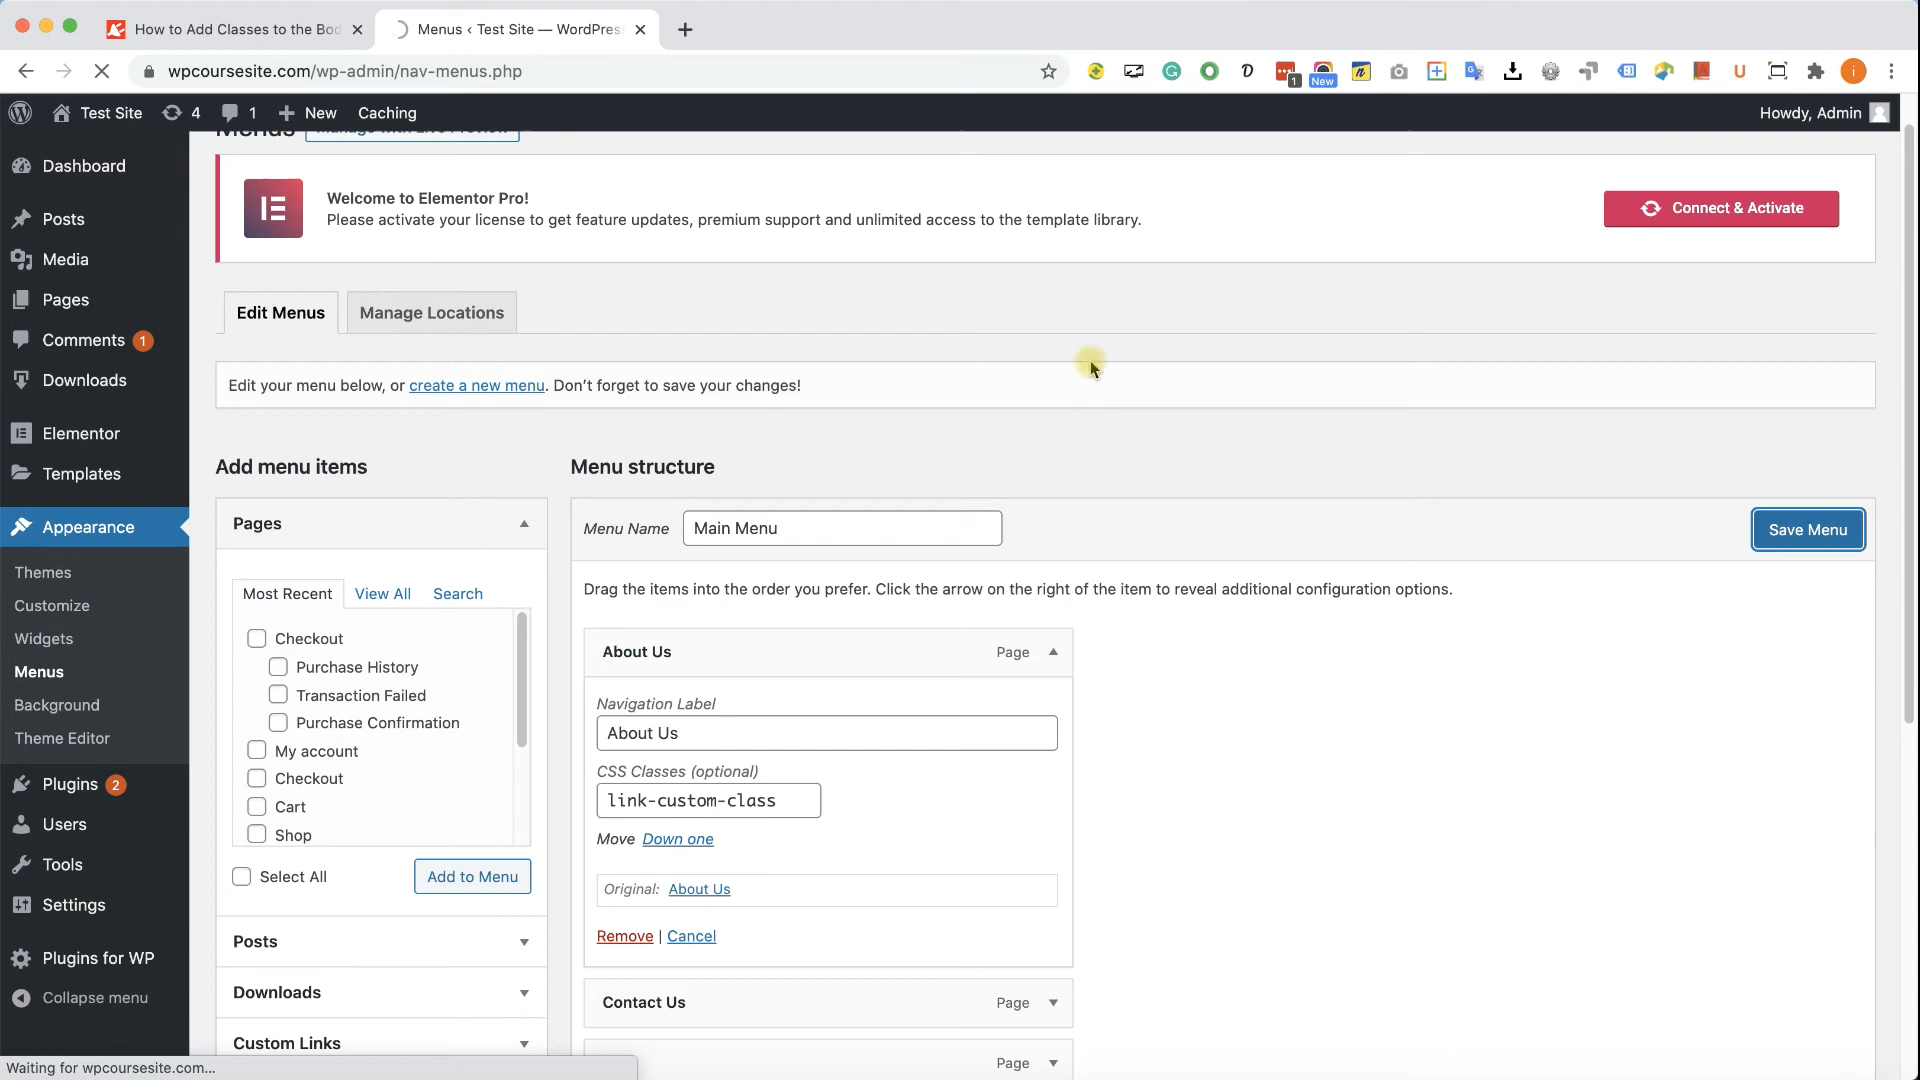 How to Add Classes to the Bod
Menus ‹ Test Site — WordPress
wpcoursesite.com/wp-admin/nav-menus.php
1
New
Test Site
4
1
New
Caching
Howdy, Admin
Menus
Manage with Live Preview
Dashboard
Posts
Media
Pages
Comments 1
Downloads
Elementor
Templates
Appearance
Themes
Customize
Widgets
Menus
Background
Theme Editor
Plugins 2
Users
Tools
Settings
Plugins for WP
Collapse menu
Welcome to Elementor Pro!
Please activate your license to get feature updates, premium support and unlimited access to the template library.
Connect & Activate
Edit Menus
Manage Locations
Edit your menu below, or create a new menu. Don’t forget to save your changes!
Add menu items
Pages
Most Recent
View All
Search
Checkout
Purchase History
Transaction Failed
Purchase Confirmation
My account
Checkout
Cart
Shop
Select All
Add to Menu
Posts
Downloads
Custom Links
Menu structure
Menu Name
Main Menu
Save Menu
Drag the items into the order you prefer. Click the arrow on the right of the item to reveal additional configuration options.
About Us
Page
Navigation Label
About Us
CSS Classes (optional)
link-custom-class
Move Down one
Original: About Us
Remove | Cancel
Contact Us
Page
Page
Waiting for wpcoursesite.com...